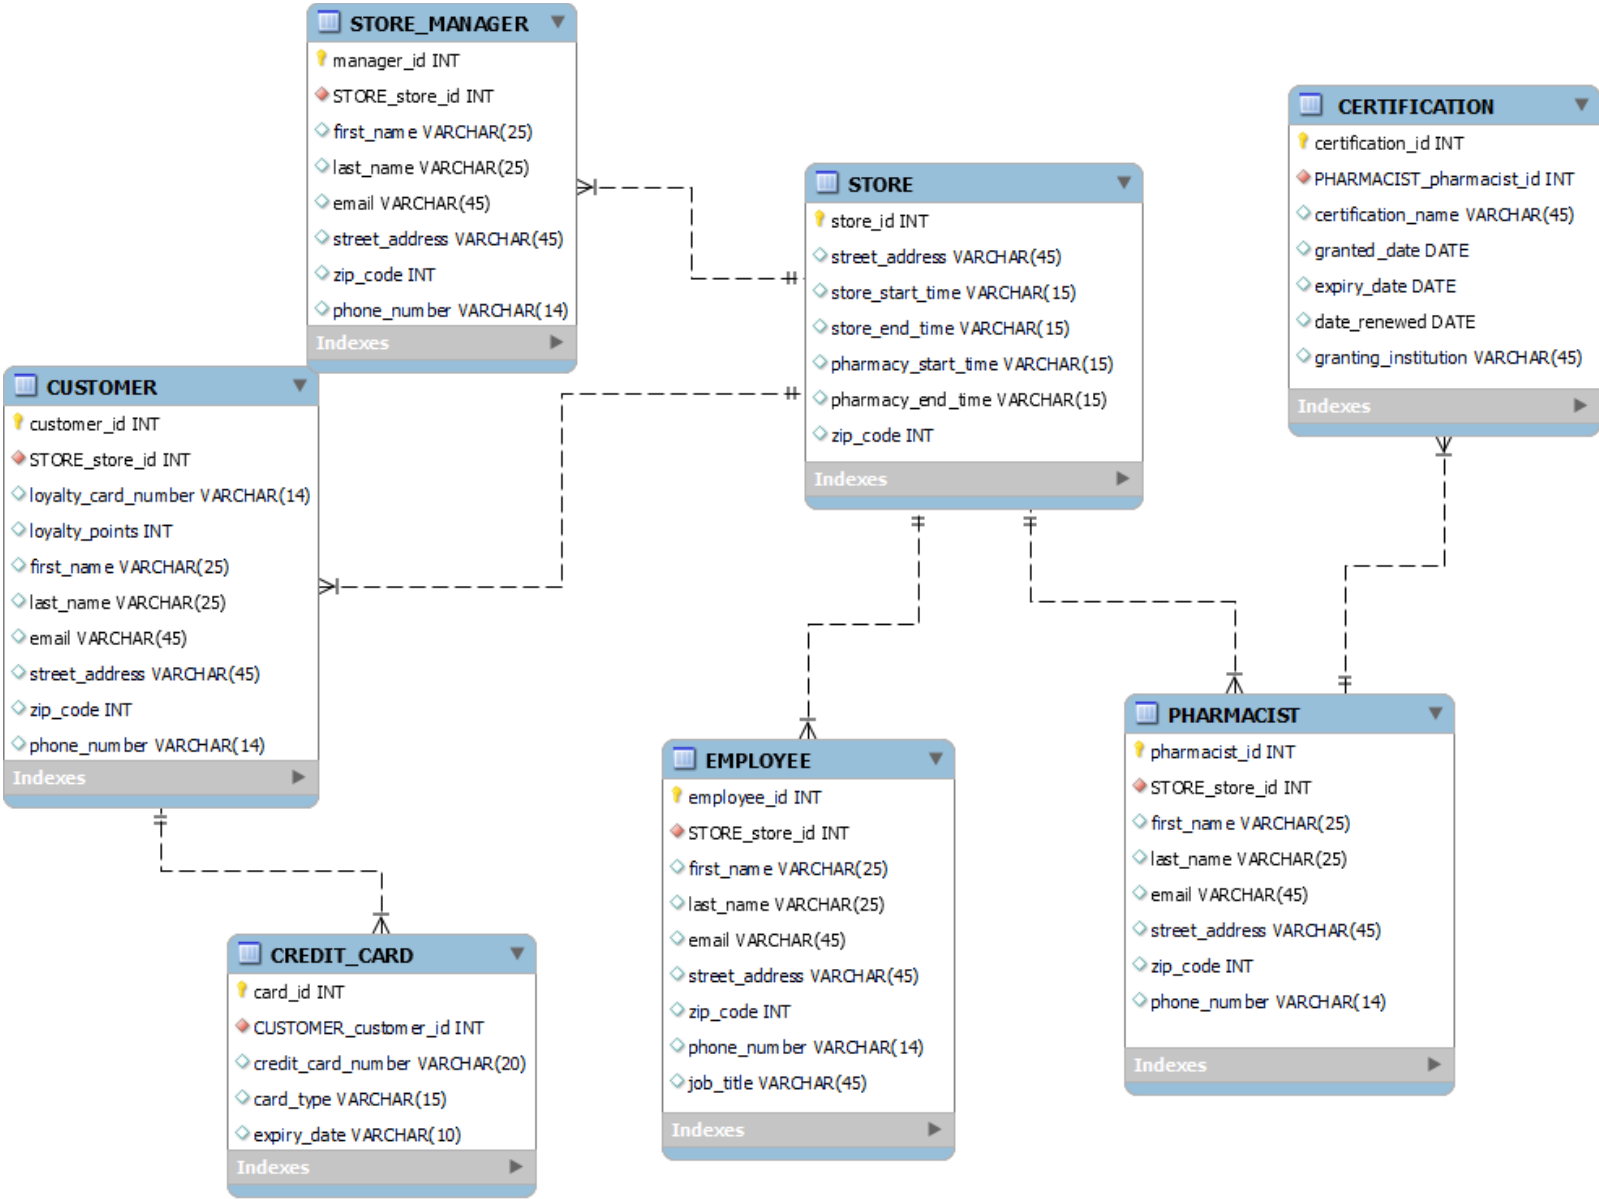 STORE_MANAGER
manager_id INT
STORE_store_id INT
first_name VARCHAR(25)
last_name VARCHAR(25)
email VARCHAR(45)
street_address VARCHAR(45)
zip_code INT
phone_number VARCHAR(14)
Indexes
CUSTOMER
customer_id INT
STORE_store_id INT
loyalty_card_number VARCHAR(14)
loyalty_points INT
first_name VARCHAR(25)
last_name VARCHAR(25)
email VARCHAR(45)
street_address VARCHAR(45)
zip_code INT
phone_number VARCHAR(14)
Indexes
CREDIT_CARD
card_id INT
CUSTOMER_customer_id INT
credit_card_number VARCHAR(20)
card_type VARCHAR(15)
expiry_date VARCHAR(10)
Indexes
STORE
store_id INT
street_address VARCHAR(45)
store_start_time VARCHAR(15)
store_end_time VARCHAR(15)
pharmacy_start_time VARCHAR(15)
pharmacy_end_time VARCHAR(15)
zip_code INT
Indexes
EMPLOYEE
employee_id INT
STORE_store_id INT
first_name VARCHAR(25)
last_name VARCHAR(25)
email VARCHAR(45)
street_address VARCHAR(45)
zip_code INT
phone_number VARCHAR(14)
job_title VARCHAR(45)
Indexes
CERTIFICATION
certification_id INT
PHARMACIST_pharmacist_id INT
certification_name VARCHAR(45)
granted_date DATE
expiry_date DATE
date_renewed DATE
granting_institution VARCHAR(45)
Indexes
PHARMACIST
pharmacist_id INT
STORE_store_id INT
first_name VARCHAR(25)
last_name VARCHAR(25)
email VARCHAR(45)
street_address VARCHAR(45)
zip_code INT
phone_number VARCHAR(14)
Indexes